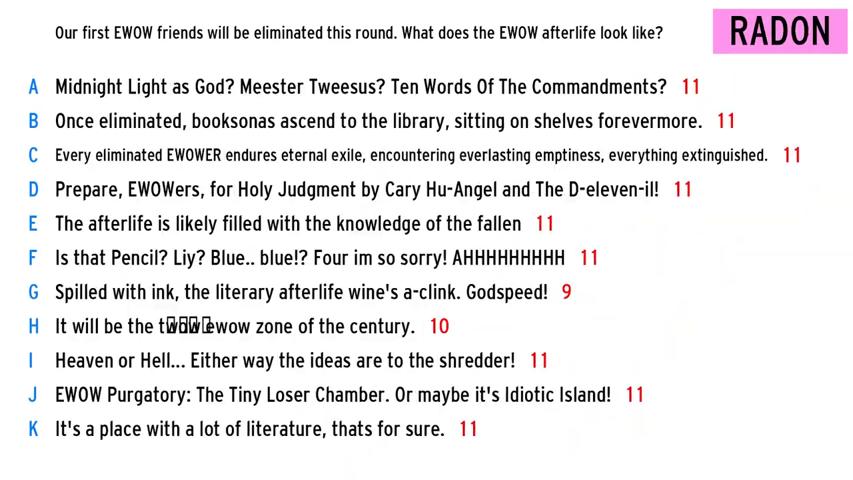 Our first EWOW friends will be eliminated this round. What does the EWOW afterlife look like?
RADON
A Midnight Light as God? Meester Tweesus? Ten Words Of The Commandments? 11
B Once eliminated, booksonas ascend to the library, sitting on shelves forevermore. 11
C Every eliminated EWOWER endures eternal exile, encountering everlasting emptiness, everything extinguished. 11
D Prepare, EWOWers, for Holy Judgment by Cary Hu-Angel and The D-eleven-il! 11
E The afterlife is likely filled with the knowledge of the fallen 11
F Is that Pencil? Liy? Blue.. blue!? Four im so sorry! AHHHHHHHHH 11
G Spilled with ink, the literary afterlife wine's a-clink. Godspeed! 9
H It will be the ewow zone of the century. 10
I Heaven or Hell... Either way the ideas are to the shredder! 11
J EWOW Purgatory: The Tiny Loser Chamber. Or maybe it's Idiotic Island! 11
K It's a place with a lot of literature, thats for sure. 11